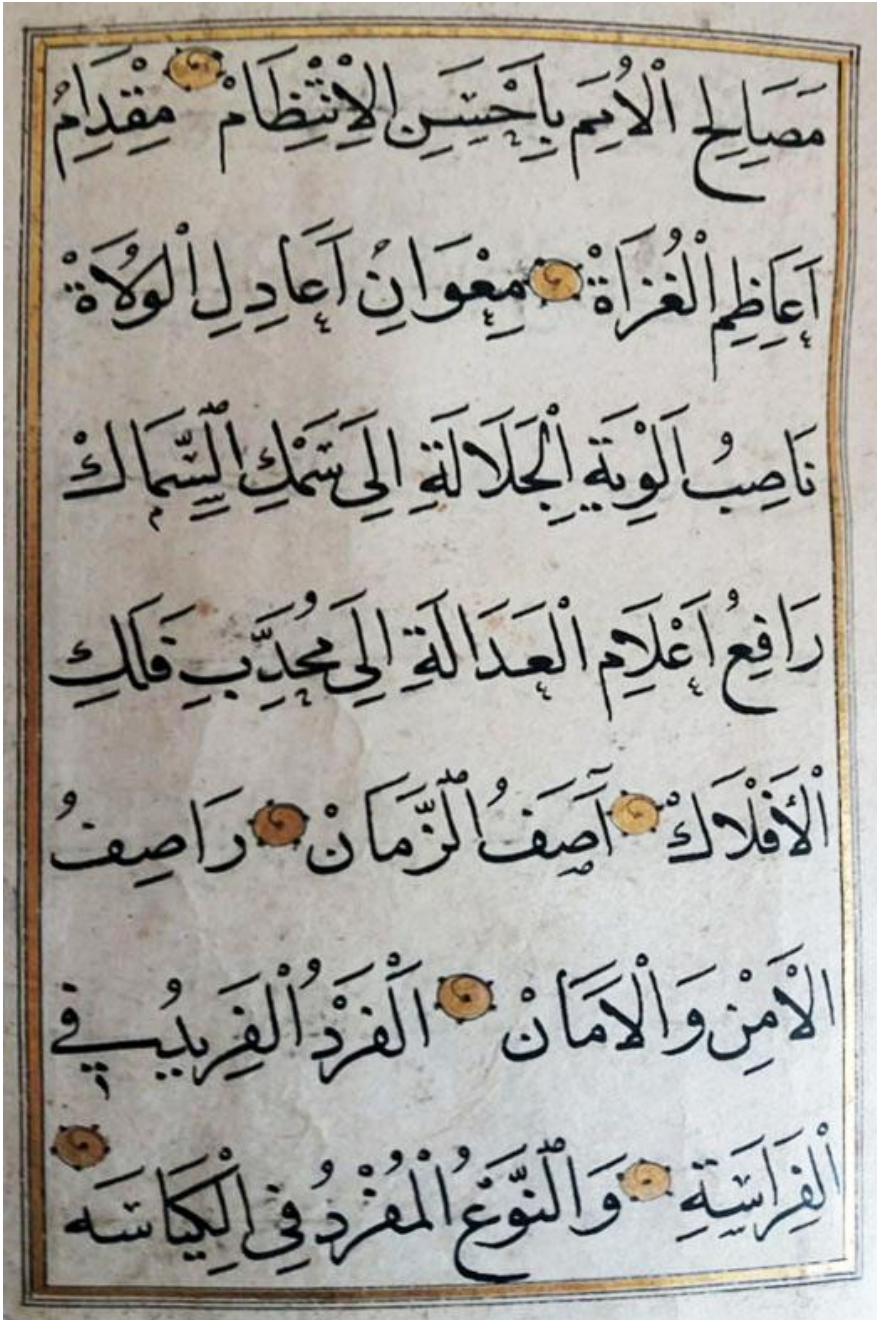 مَصَالِحِ الْاُمَمِ بِاَحْسَنِ الْاِنْتِظَامْ مِقْدَامُ
اَعَاظِمِ الْغُزَاةْ مِعْوَانُ اَعَادِلِ الْوُلَاةْ
نَاصِبُ اَلْوِيَةِ الْجَلَالَةِ اِلَى سَمْكِ السِّمَاكْ
رَافِعُ اَعْلَامِ الْعَدَالَةِ اِلَى مُحَدَّبِ فَلَكِ
الْأَفْلَاكْ آصَفُ الزَّمَانْ رَاصِفُ
الْاَمْنِ وَالْاَمَانْ اَلْفَرْدُ الْفَرِيدُ فِي
الْفِرَاسَةِ وَالنَّوْعُ الْمُفْرَدُ فِي الْكِيَاسَه